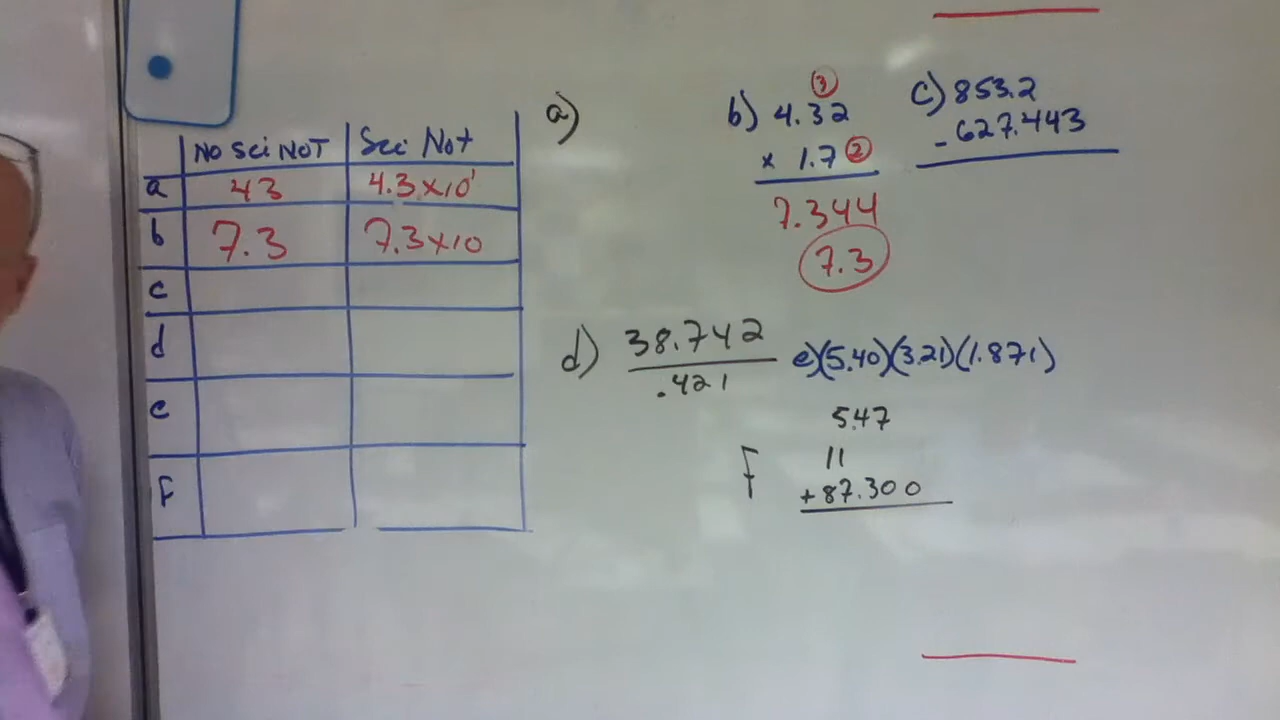 No Sci NOT Sci Not
a 43 4.3 x 10¹
b 7.3 7.3 x 10
c
d
e
F
a)
b) 4.32 ③
x 1.7 ②
7.344
7.3
c) 853.2
- 627.443
d) 38.742
.421
e) (5.40)(3.21)(1.871)
F 5.47
11
+ 87.300